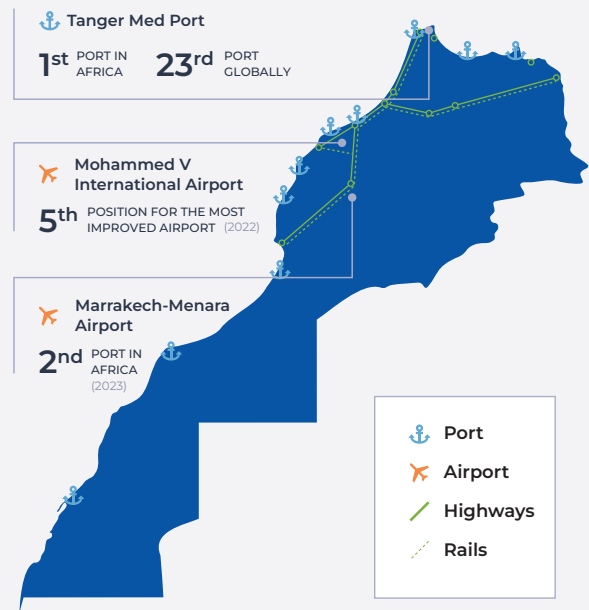 Tanger Med Port
1st PORT IN AFRICA 23rd PORT GLOBALLY
Mohammed V
International Airport
5th POSITION FOR THE MOST IMPROVED AIRPORT (2022)
Marrakech-Menara
Airport
2nd PORT IN AFRICA (2023)
Port
Airport
Highways
Rails